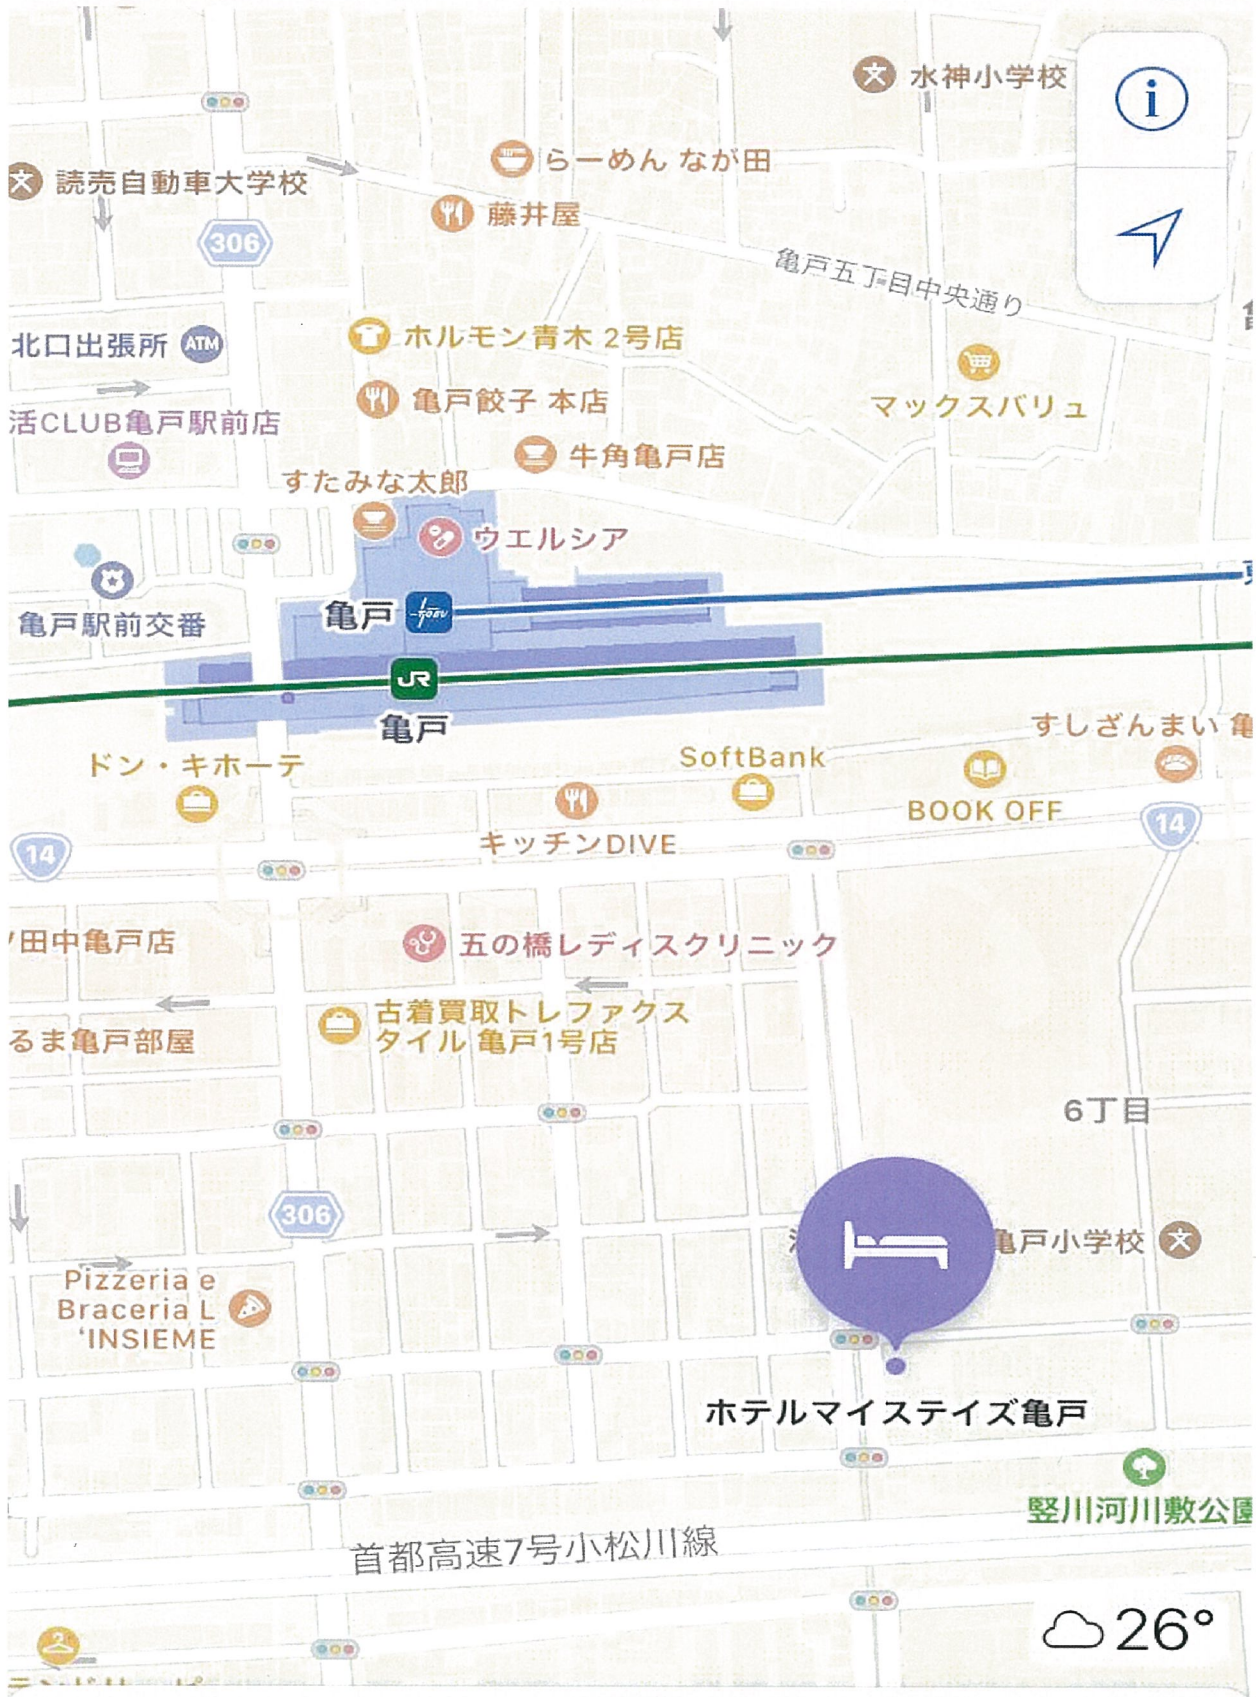 水神小学校
らーめん なが田
読売自動車大学校
藤井屋
306
亀戸五丁目中央通り
ホルモン青木 2号店
北口出張所
ATM
マックスバリュ
亀戸餃子 本店
活CLUB亀戸駅前店
牛角亀戸店
すたみな太郎
ウエルシア
亀戸
TOBU
亀戸駅前交番
JR
亀戸
すしざんまい 亀
ドン・キホーテ
SoftBank
BOOK OFF
14
キッチンDIVE
14
田中亀戸店
五の橋レディスクリニック
古着買取トレファクス
タイル 亀戸1号店
るま亀戸部屋
6丁目
306
亀戸小学校
Pizzeria e
Braceria L
'INSIEME
ホテルマイステイズ亀戸
竪川河川敷公園
首都高速7号小松川線
26°